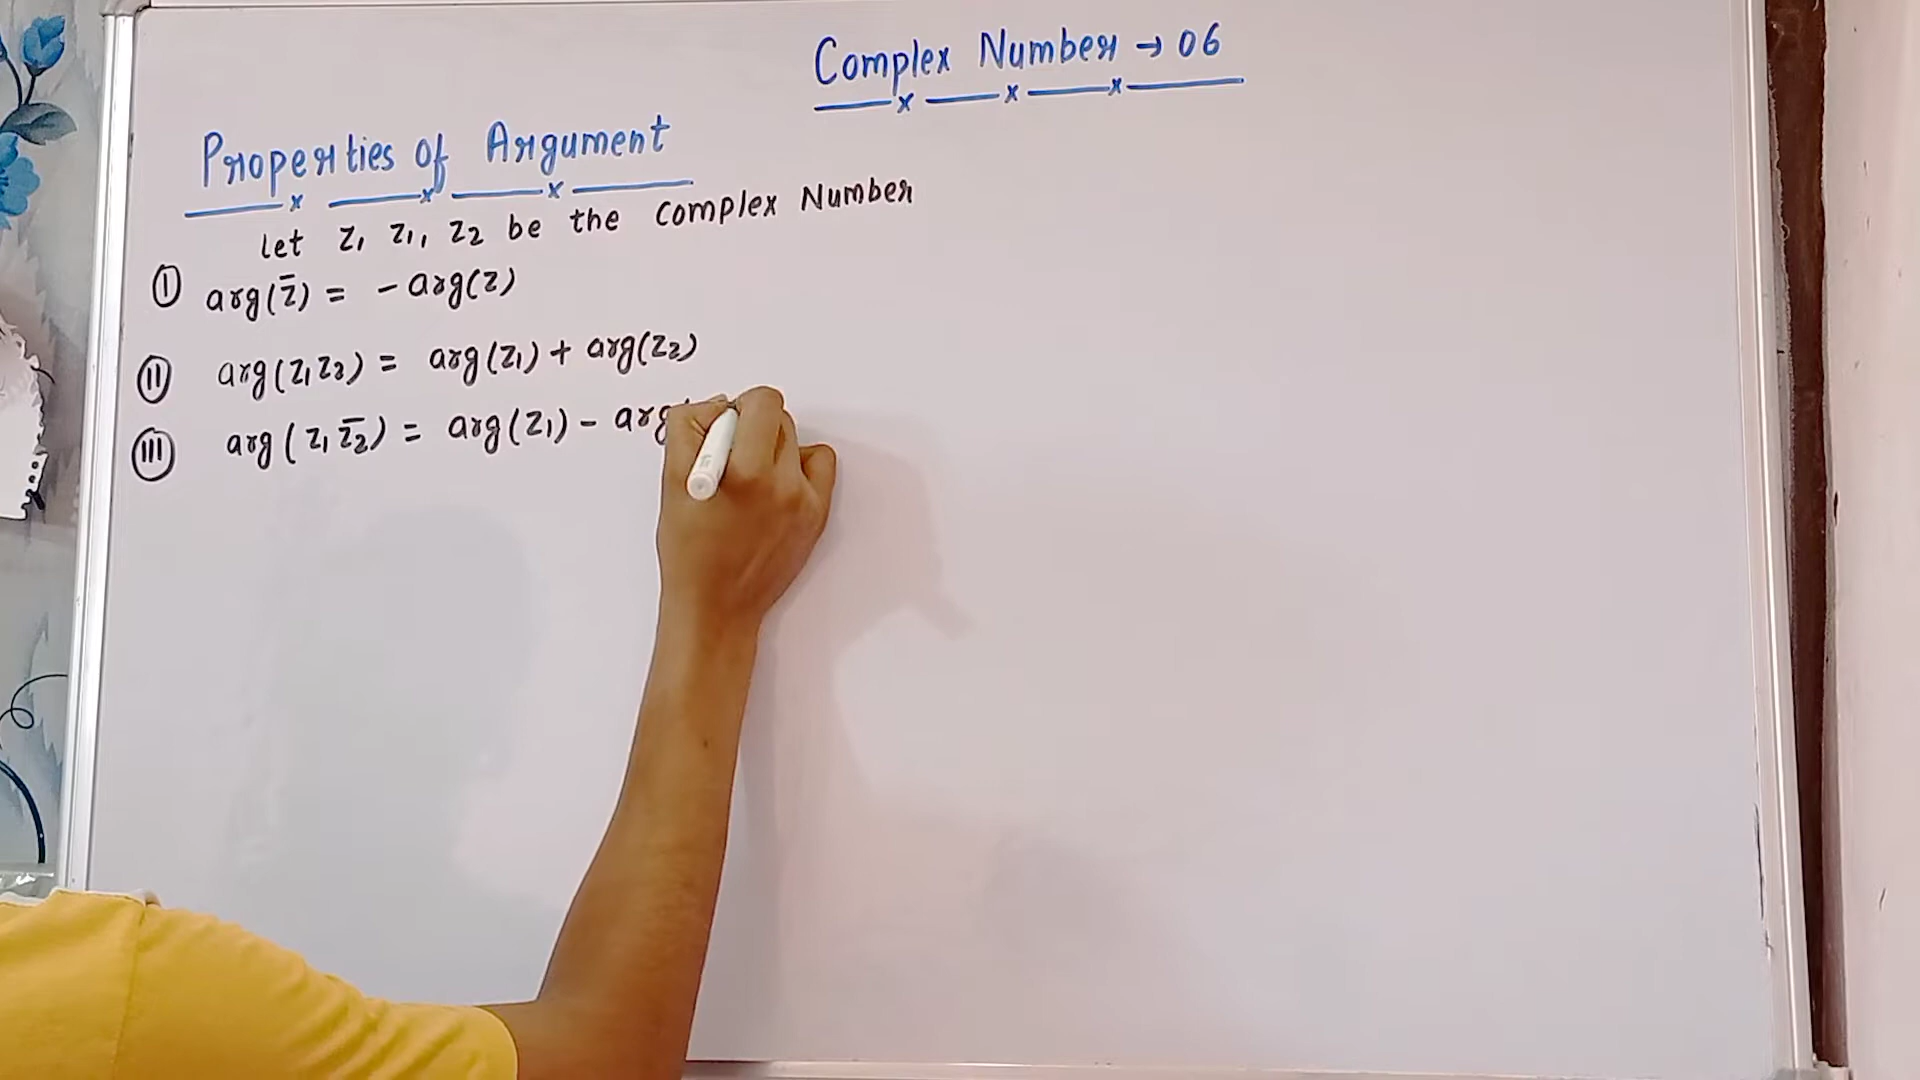 Complex Number → 06
Properties of Argument
Let z, z₁, z₂ be the Complex Number
(I) arg(z̄) = - arg(z)
(II) arg(z₁z₂) = arg(z₁) + arg(z₂)
(III) arg(z₁z̄₂) = arg(z₁) - arg